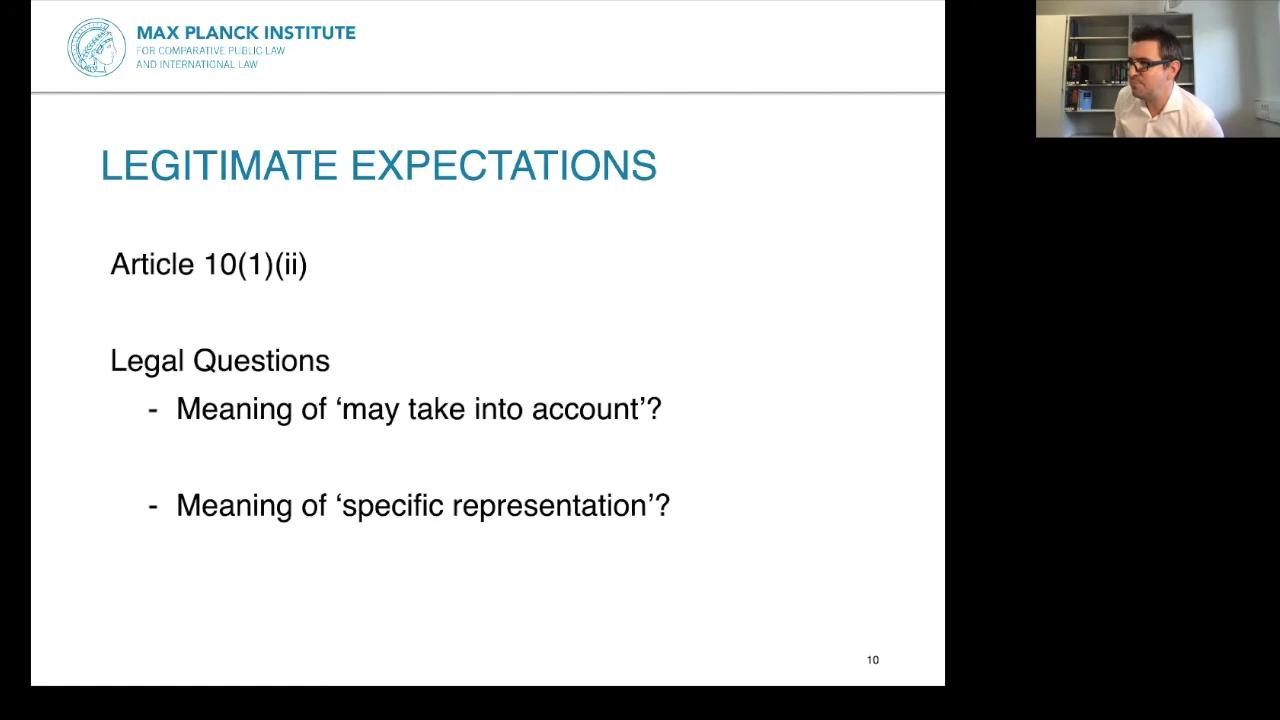 MAX PLANCK INSTITUTE
FOR COMPARATIVE PUBLIC LAW
AND INTERNATIONAL LAW
LEGITIMATE EXPECTATIONS
Article 10(1)(ii)
Legal Questions
- Meaning of ‘may take into account’?
- Meaning of ‘specific representation’?
10